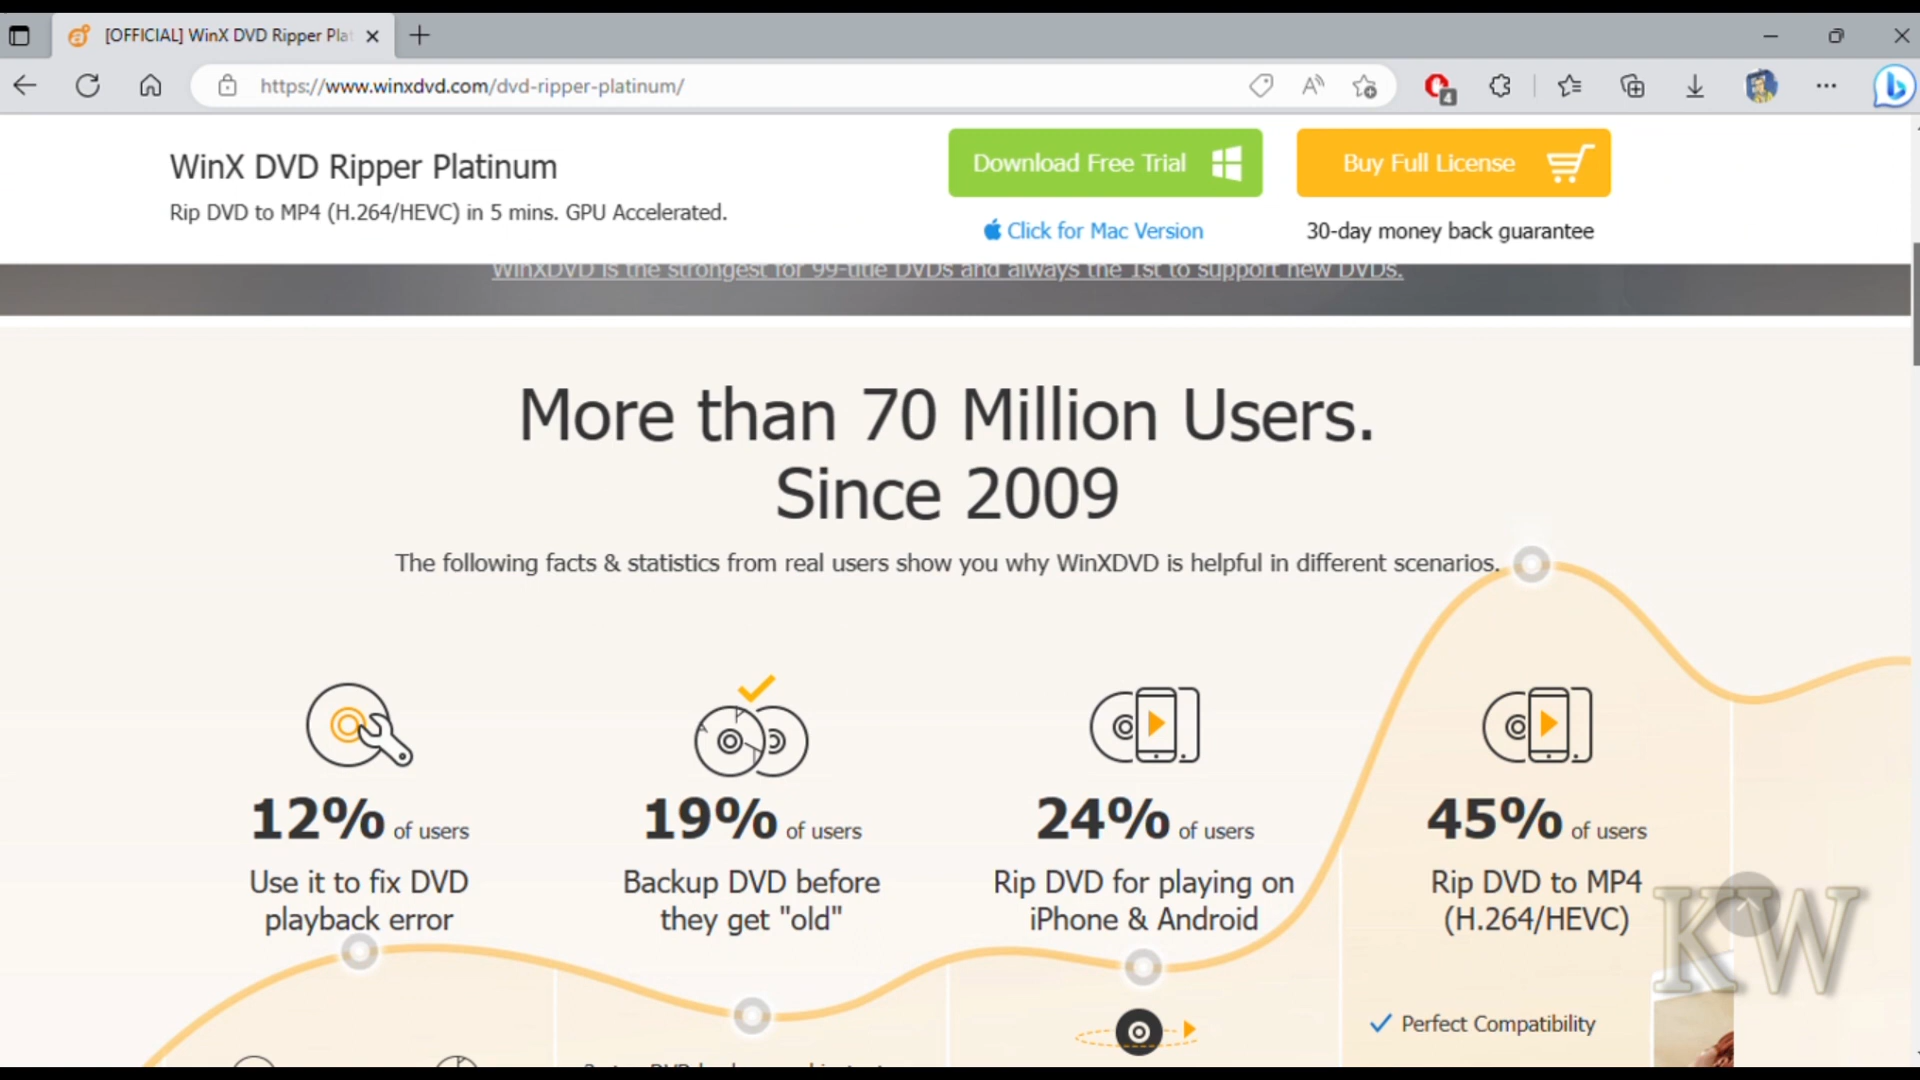 [OFFICIAL] WinX DVD Ripper Plat
https://www.winxdvd.com/dvd-ripper-platinum/
4
WinX DVD Ripper Platinum
Rip DVD to MP4 (H.264/HEVC) in 5 mins. GPU Accelerated.
Download Free Trial
Buy Full License
Click for Mac Version
30-day money back guarantee
WinXDVD is the strongest for 99-title DVDs and always the 1st to support new DVDs.
More than 70 Million Users.
Since 2009
The following facts & statistics from real users show you why WinXDVD is helpful in different scenarios.
12% of users
Use it to fix DVD
playback error
19% of users
Backup DVD before
they get "old"
24% of users
Rip DVD for playing on
iPhone & Android
45% of users
Rip DVD to MP4
(H.264/HEVC)
KW
Perfect Compatibility